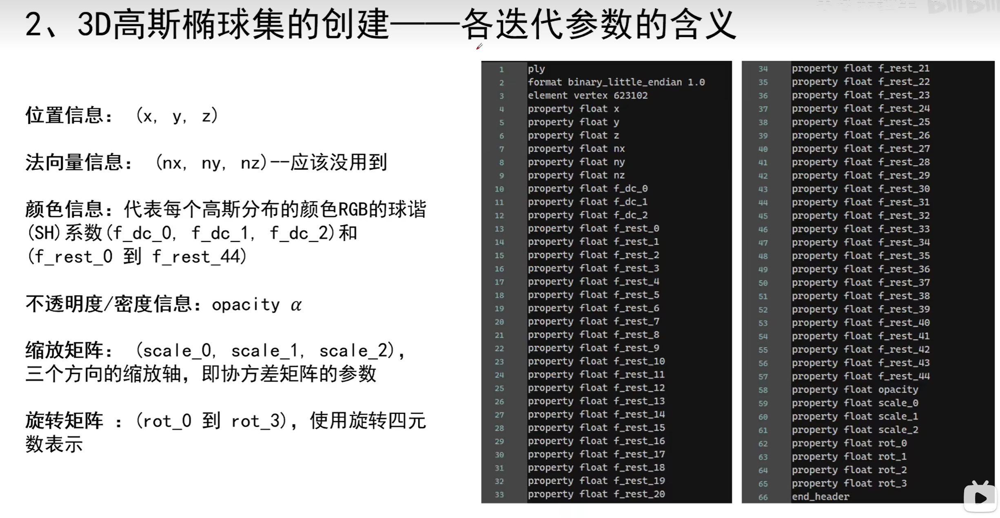 2、3D高斯椭球集的创建——各迭代参数的含义
位置信息： (x, y, z)
法向量信息： (nx, ny, nz)--应该没用到
颜色信息：代表每个高斯分布的颜色RGB的球谐
(SH)系数(f_dc_0, f_dc_1, f_dc_2)和
(f_rest_0 到 f_rest_44)
不透明度/密度信息：opacity α
缩放矩阵： (scale_0, scale_1, scale_2)，
三个方向的缩放轴，即协方差矩阵的参数
旋转矩阵 ：(rot_0 到 rot_3)，使用旋转四元
数表示
1 ply
2 format binary_little_endian 1.0
3 element vertex 623102
4 property float x
5 property float y
6 property float z
7 property float nx
8 property float ny
9 property float nz
10 property float f_dc_0
11 property float f_dc_1
12 property float f_dc_2
13 property float f_rest_0
14 property float f_rest_1
15 property float f_rest_2
16 property float f_rest_3
17 property float f_rest_4
18 property float f_rest_5
19 property float f_rest_6
20 property float f_rest_7
21 property float f_rest_8
22 property float f_rest_9
23 property float f_rest_10
24 property float f_rest_11
25 property float f_rest_12
26 property float f_rest_13
27 property float f_rest_14
28 property float f_rest_15
29 property float f_rest_16
30 property float f_rest_17
31 property float f_rest_18
32 property float f_rest_19
33 property float f_rest_20
34 property float f_rest_21
35 property float f_rest_22
36 property float f_rest_23
37 property float f_rest_24
38 property float f_rest_25
39 property float f_rest_26
40 property float f_rest_27
41 property float f_rest_28
42 property float f_rest_29
43 property float f_rest_30
44 property float f_rest_31
45 property float f_rest_32
46 property float f_rest_33
47 property float f_rest_34
48 property float f_rest_35
49 property float f_rest_36
50 property float f_rest_37
51 property float f_rest_38
52 property float f_rest_39
53 property float f_rest_40
54 property float f_rest_41
55 property float f_rest_42
56 property float f_rest_43
57 property float f_rest_44
58 property float opacity
59 property float scale_0
60 property float scale_1
61 property float scale_2
62 property float rot_0
63 property float rot_1
64 property float rot_2
65 property float rot_3
66 end_header